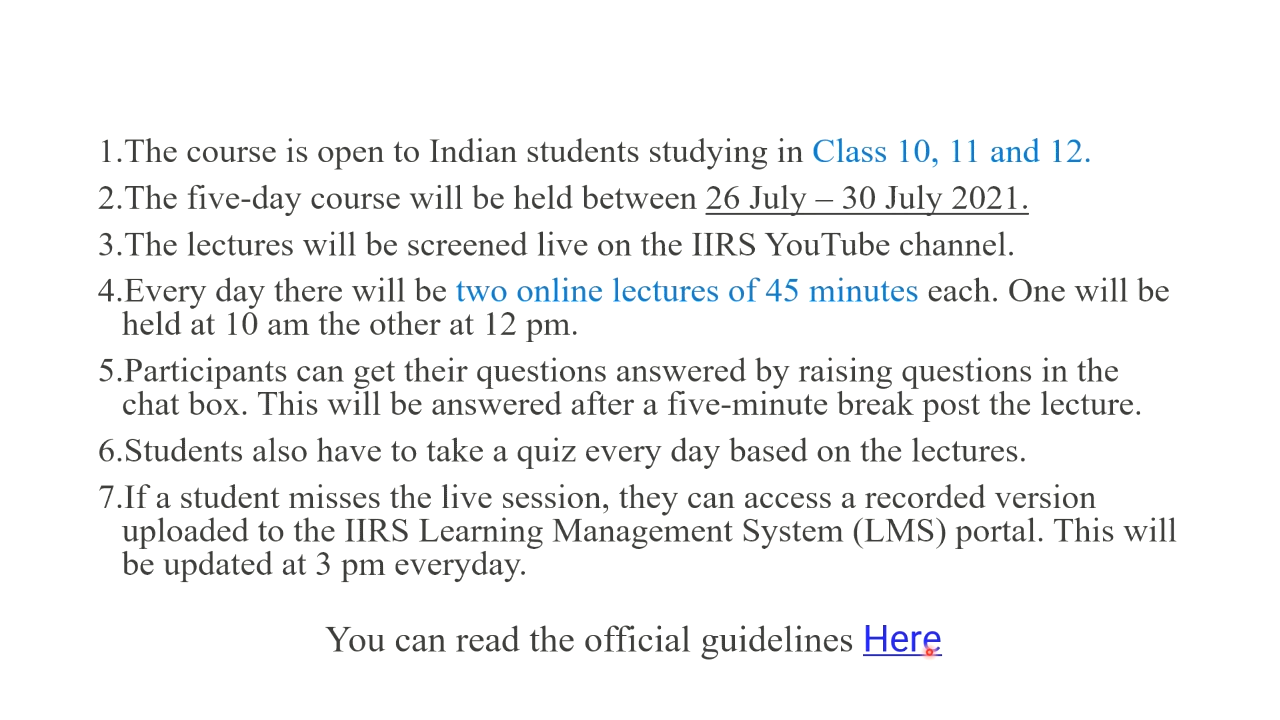 1.The course is open to Indian students studying in Class 10, 11 and 12.
2.The five-day course will be held between 26 July – 30 July 2021.
3.The lectures will be screened live on the IIRS YouTube channel.
4.Every day there will be two online lectures of 45 minutes each. One will be
held at 10 am the other at 12 pm.
5.Participants can get their questions answered by raising questions in the
chat box. This will be answered after a five-minute break post the lecture.
6.Students also have to take a quiz every day based on the lectures.
7.If a student misses the live session, they can access a recorded version
uploaded to the IIRS Learning Management System (LMS) portal. This will
be updated at 3 pm everyday.
You can read the official guidelines Here